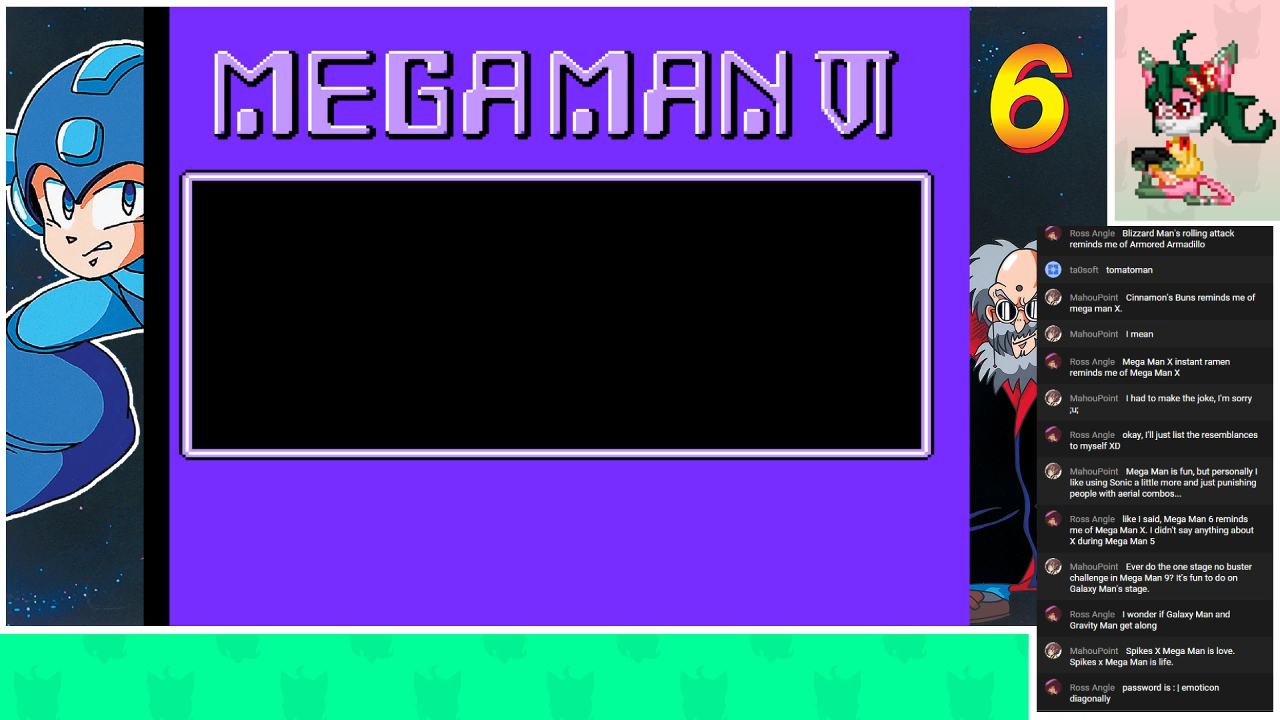 MEGAMAN VI
6
Ross Angle Blizzard Man's rolling attack
reminds me of Armored Armadillo
ta0soft tomatoman
MahouPoint Cinnamon's Buns reminds me of
mega man X.
MahouPoint I mean
Ross Angle Mega Man X instant ramen
reminds me of Mega Man X
MahouPoint I had to make the joke, I'm sorry
;u;
Ross Angle okay, I'll just list the resemblances
to myself XD
MahouPoint Mega Man is fun, but personally I
like using Sonic a little more and just punishing
people with aerial combos...
Ross Angle like I said, Mega Man 6 reminds
me of Mega Man X. I didn't say anything about
X during Mega Man 5
MahouPoint Ever do the one stage no buster
challenge in Mega Man 9? It's fun to do on
Galaxy Man's stage.
Ross Angle I wonder if Galaxy Man and
Gravity Man get along
MahouPoint Spikes X Mega Man is love.
Spikes x Mega Man is life.
Ross Angle password is : | emoticon
diagonally